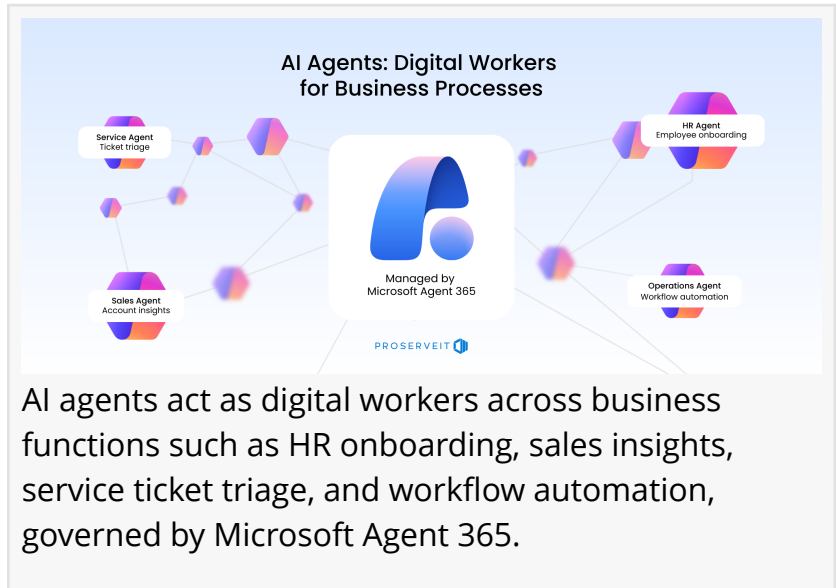 AI Agents: Digital Workers
for Business Processes
Service Agent
Ticket triage
HR Agent
Employee onboarding
Managed by
Microsoft Agent 365
Sales Agent
Account insights
Operations Agent
Workflow automation
PROSERVEIT
AI agents act as digital workers across business
functions such as HR onboarding, sales insights,
service ticket triage, and workflow automation,
governed by Microsoft Agent 365.